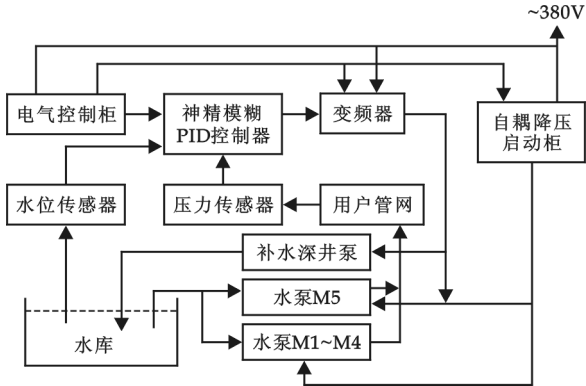 ~380V
电气控制柜
神精模糊
PID控制器
变频器
自耦降压
启动柜
水位传感器
压力传感器
用户管网
补水深井泵
水泵M5
水库
水泵M1~M4